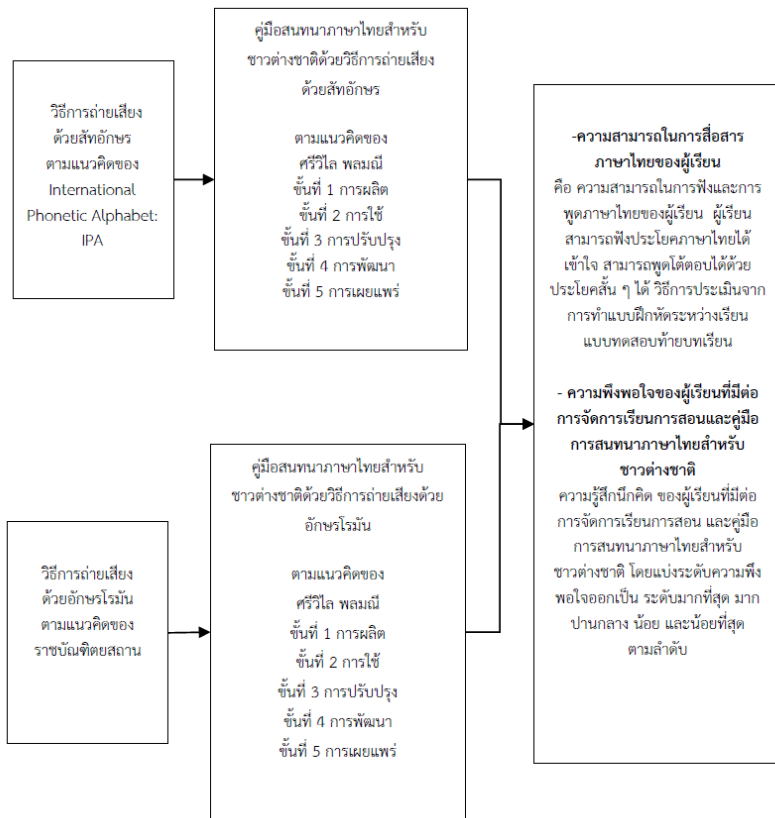 วิธีการถ่ายเสียง
ด้วยสัทอักษร
ตามแนวคิดของ
International
Phonetic Alphabet:
IPA
คู่มือสนทนาภาษาไทยสำหรับ
ชาวต่างชาติด้วยวิธีการถ่ายเสียง
ด้วยสัทอักษร
ตามแนวคิดของ
ศรีวิไล พลมณี
ขั้นที่ 1 การผลิต
ขั้นที่ 2 การใช้
ขั้นที่ 3 การปรับปรุง
ขั้นที่ 4 การพัฒนา
ขั้นที่ 5 การเผยแพร่
วิธีการถ่ายเสียง
ด้วยอักษรโรมัน
ตามแนวคิดของ
ราชบัณฑิตยสถาน
คู่มือสนทนาภาษาไทยสำหรับ
ชาวต่างชาติด้วยวิธีการถ่ายเสียงด้วย
อักษรโรมัน
ตามแนวคิดของ
ศรีวิไล พลมณี
ขั้นที่ 1 การผลิต
ขั้นที่ 2 การใช้
ขั้นที่ 3 การปรับปรุง
ขั้นที่ 4 การพัฒนา
ขั้นที่ 5 การเผยแพร่
-ความสามารถในการสื่อสาร
ภาษาไทยของผู้เรียน
คือ ความสามารถในการฟังและการ
พูดภาษาไทยของผู้เรียน ผู้เรียน
สามารถฟังประโยคภาษาไทยได้
เข้าใจ สามารถพูดโต้ตอบได้ด้วย
ประโยคสั้น ๆ ได้ วิธีการประเมินจาก
การทำแบบฝึกหัดระหว่างเรียน
แบบทดสอบท้ายบทเรียน
- ความพึงพอใจของผู้เรียนที่มีต่อ
การจัดการเรียนการสอนและคู่มือ
การสนทนาภาษาไทยสำหรับ
ชาวต่างชาติ
ความรู้สึกนึกคิด ของผู้เรียนที่มีต่อ
การจัดการเรียนการสอน และคู่มือ
การสนทนาภาษาไทยสำหรับ
ชาวต่างชาติ โดยแบ่งระดับความพึง
พอใจออกเป็น ระดับมากที่สุด มาก
ปานกลาง น้อย และน้อยที่สุด
ตามลำดับ